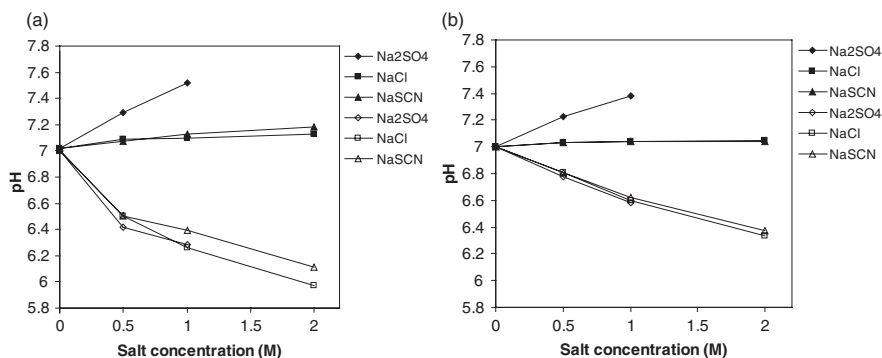 (a)
7.8
7.6
7.4
7.2
7
6.8
6.6
6.4
6.2
6
5.8
pH
0
0.5
1
1.5
2
Salt concentration (M)
Na2SO4
NaCl
NaSCN
Na2SO4
NaCl
NaSCN
(b)
7.8
7.6
7.4
7.2
7
6.8
6.6
6.4
6.2
6
5.8
pH
0
0.5
1
1.5
2
Salt concentration (M)
Na2SO4
NaCl
NaSCN
Na2SO4
NaCl
NaSCN